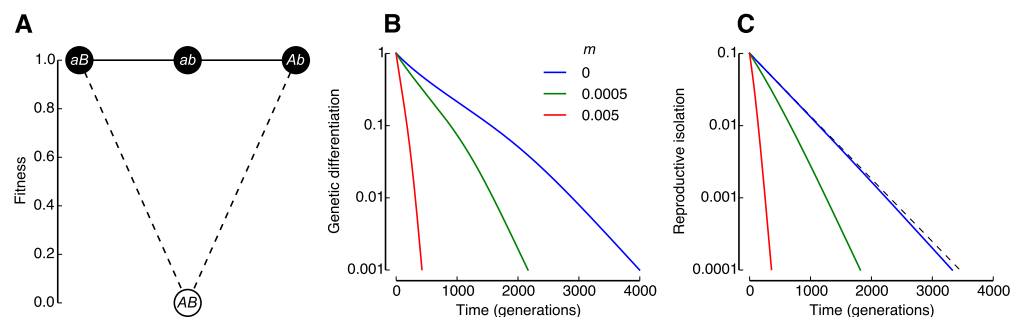 A
Fitness
1.0
0.8
0.6
0.4
0.2
0.0
aB
ab
Ab
AB
B
Genetic differentiation
1
0.1
0.01
0.001
0
1000
2000
3000
4000
Time (generations)
m
0
0.0005
0.005
C
Reproductive isolation
0.1
0.01
0.001
0.0001
0
1000
2000
3000
4000
Time (generations)